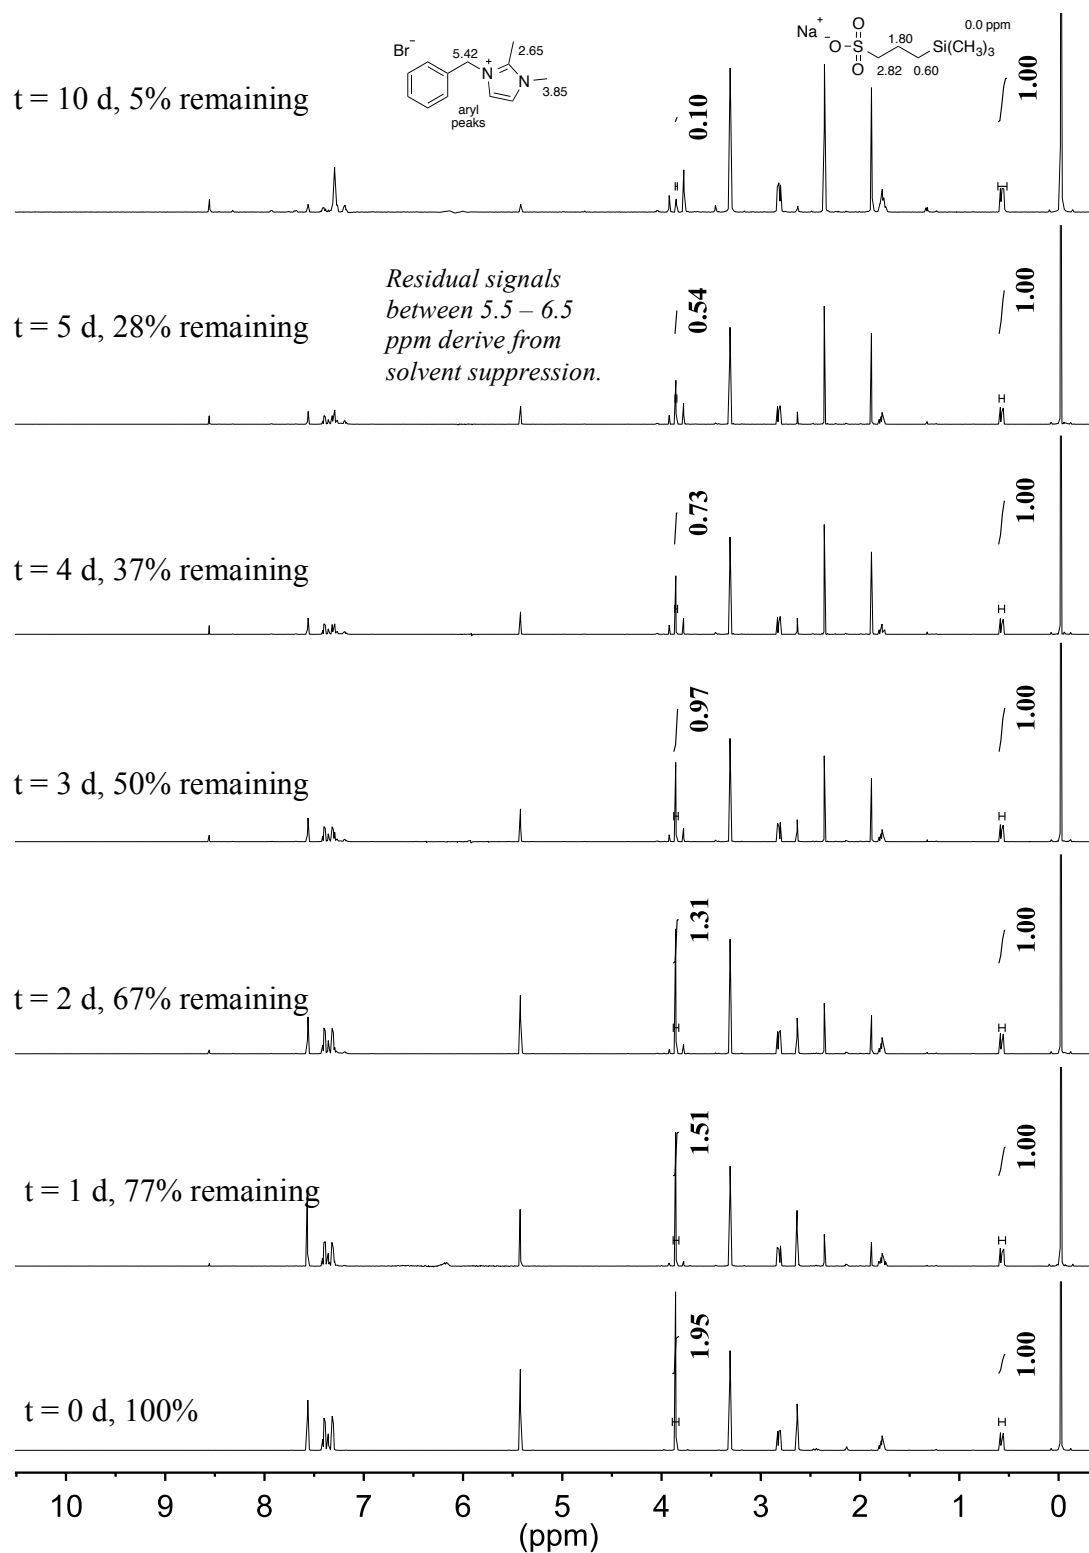 Br−
5.42
2.65
N
+
N
3.85
aryl
peaks
Na+
−O
O
S
O
1.80
0.0 ppm
Si(CH3)3
2.82
0.60
t = 10 d, 5% remaining
0.10
1.00
Residual signals
between 5.5 – 6.5
ppm derive from
solvent suppression.
t = 5 d, 28% remaining
0.54
1.00
t = 4 d, 37% remaining
0.73
1.00
t = 3 d, 50% remaining
0.97
1.00
t = 2 d, 67% remaining
1.31
1.00
t = 1 d, 77% remaining
1.51
1.00
t = 0 d, 100%
1.95
1.00
10 9 8 7 6 5 4 3 2 1 0
(ppm)